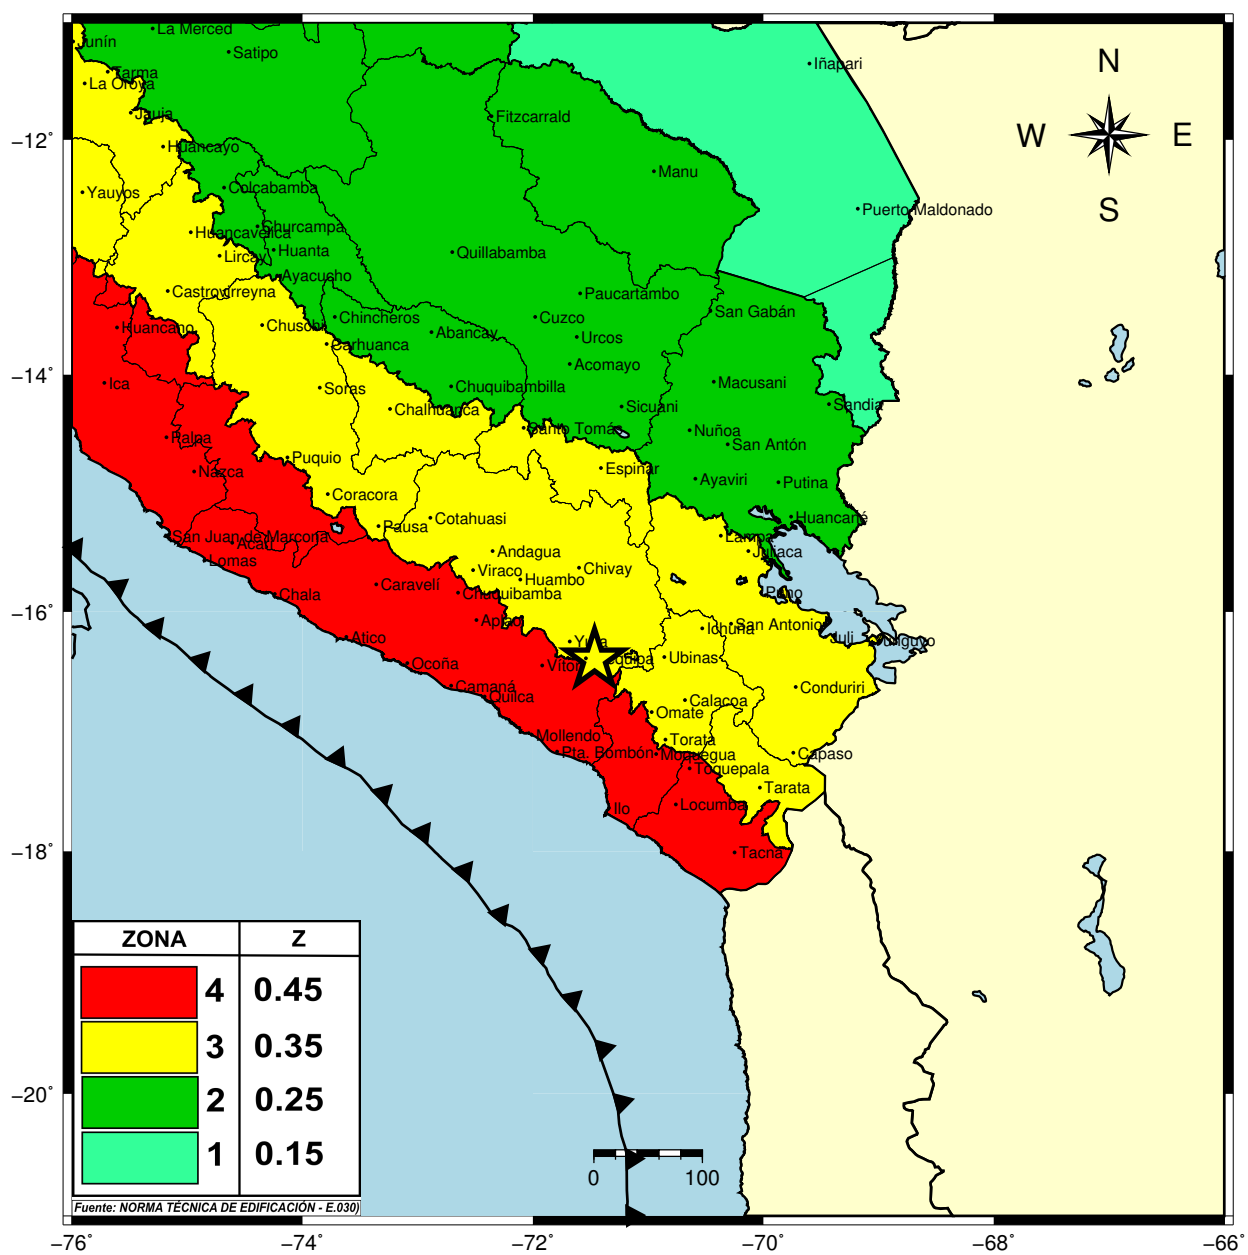 La Merced
Junín
Satipo
Iñapari
Tarma
La Oroya
Jauja
Fitzcarrald
N
W
E
S
−12˚
Huancayo
Manu
Colcabamba
Yauyos
Puerto Maldonado
Churcampa
Huancavelica
Huanta
Lircay
Quillabamba
Ayacucho
Castrovirreyna
Paucartambo
San Gabán
Huancano
Chusch
Chincheros
Cuzco
Abancay
Urcos
Carhuanca
Acomayo
−14˚
Ica
Soras
Chuquibambilla
Macusani
Chalhuanca
Sicuani
Sandia
Palpa
Santo Tomás
Nuñoa
San Antón
Puquio
Nazca
Espinar
Ayaviri
Putina
Coracora
Cotahuasi
Huancané
Pausa
San Juan de Marcona
Acarí
Lampa
Andagua
Juliaca
Lomas
Viraco
Huambo
Chivay
Caravelí
Chuquibamba
Puno
Chala
−16˚
Aplao
Ichuña
San Antonio
Atico
Yura
Juli
Yunguyo
Ocoña
Vitor
quipa
Ubinas
Camaná
Quilca
Calacoa
Conduriri
Omate
Mollendo
Torata
Pta. Bombón
Moquegua
Capaso
Toquepala
Tarata
Ilo
Locumba
−18˚
Tacna
ZONA Z
4 0.45
3 0.35
2 0.25
1 0.15
−20˚
0 100
Fuente: NORMA TÉCNICA DE EDIFICACIÓN - E.030)
−76˚ −74˚ −72˚ −70˚ −68˚ −66˚